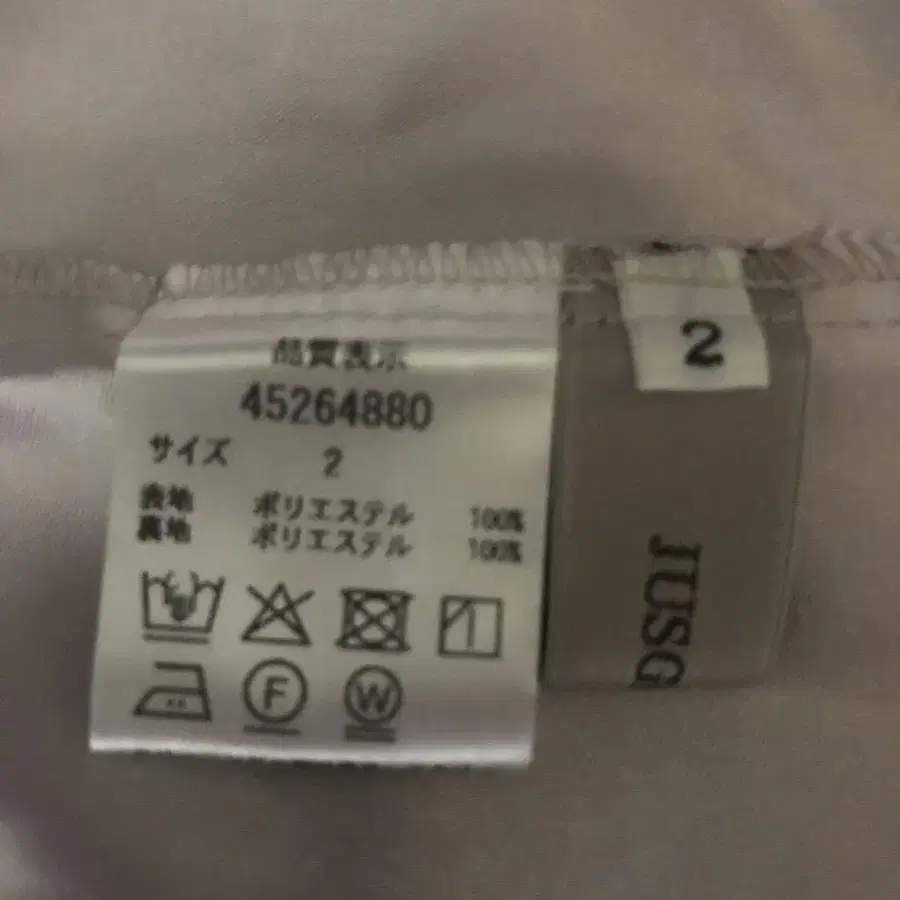 品質表示
45264880
サイズ 2
表地 ポリエステル 100%
裏地 ポリエステル 100%
F W
2
JUSG